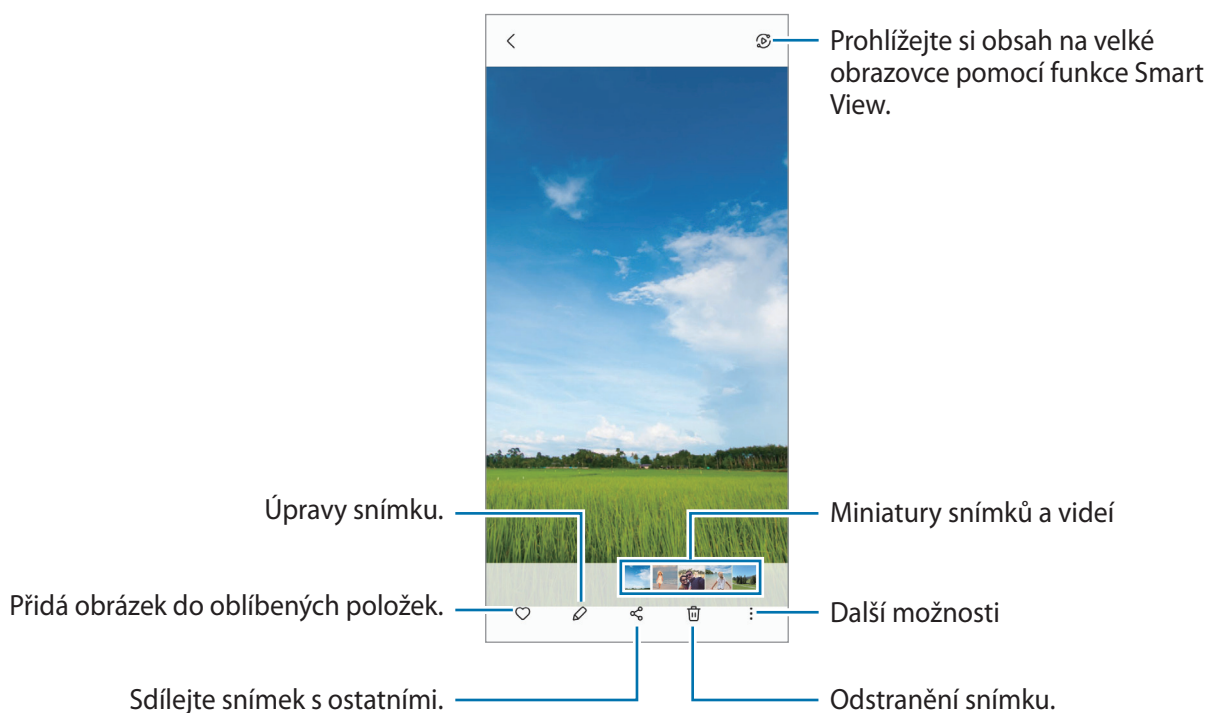 Prohlížejte si obsah na velké
obrazovce pomocí funkce Smart
View.
Úpravy snímku.
Miniatury snímků a videí
Přidá obrázek do oblíbených položek.
Další možnosti
Sdílejte snímek s ostatními.
Odstranění snímku.